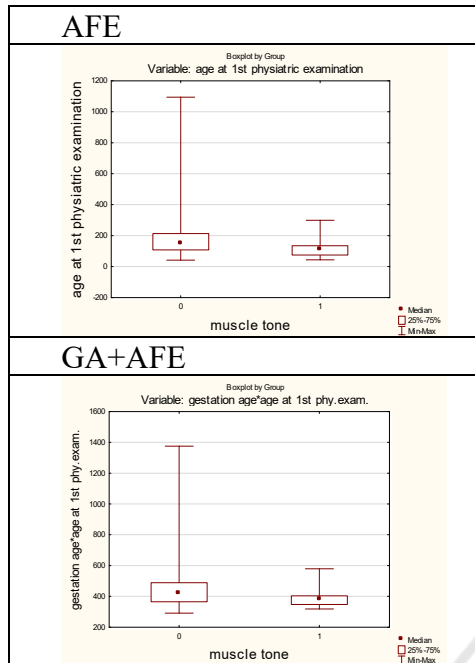 AFE
Boxplot by Group
Variable: age at 1st physiatric examination
age at 1st physiatric examination
1200
1000
800
600
400
200
0
-200
0 1
muscle tone
Median
25%-75%
Min-Max
GA+AFE
Boxplot by Group
Variable: gestation age*age at 1st phy.exam.
gestation age*age at 1st phy.exam.
1600
1400
1200
1000
800
600
400
200
0 1
muscle tone
Median
25%-75%
Min-Max